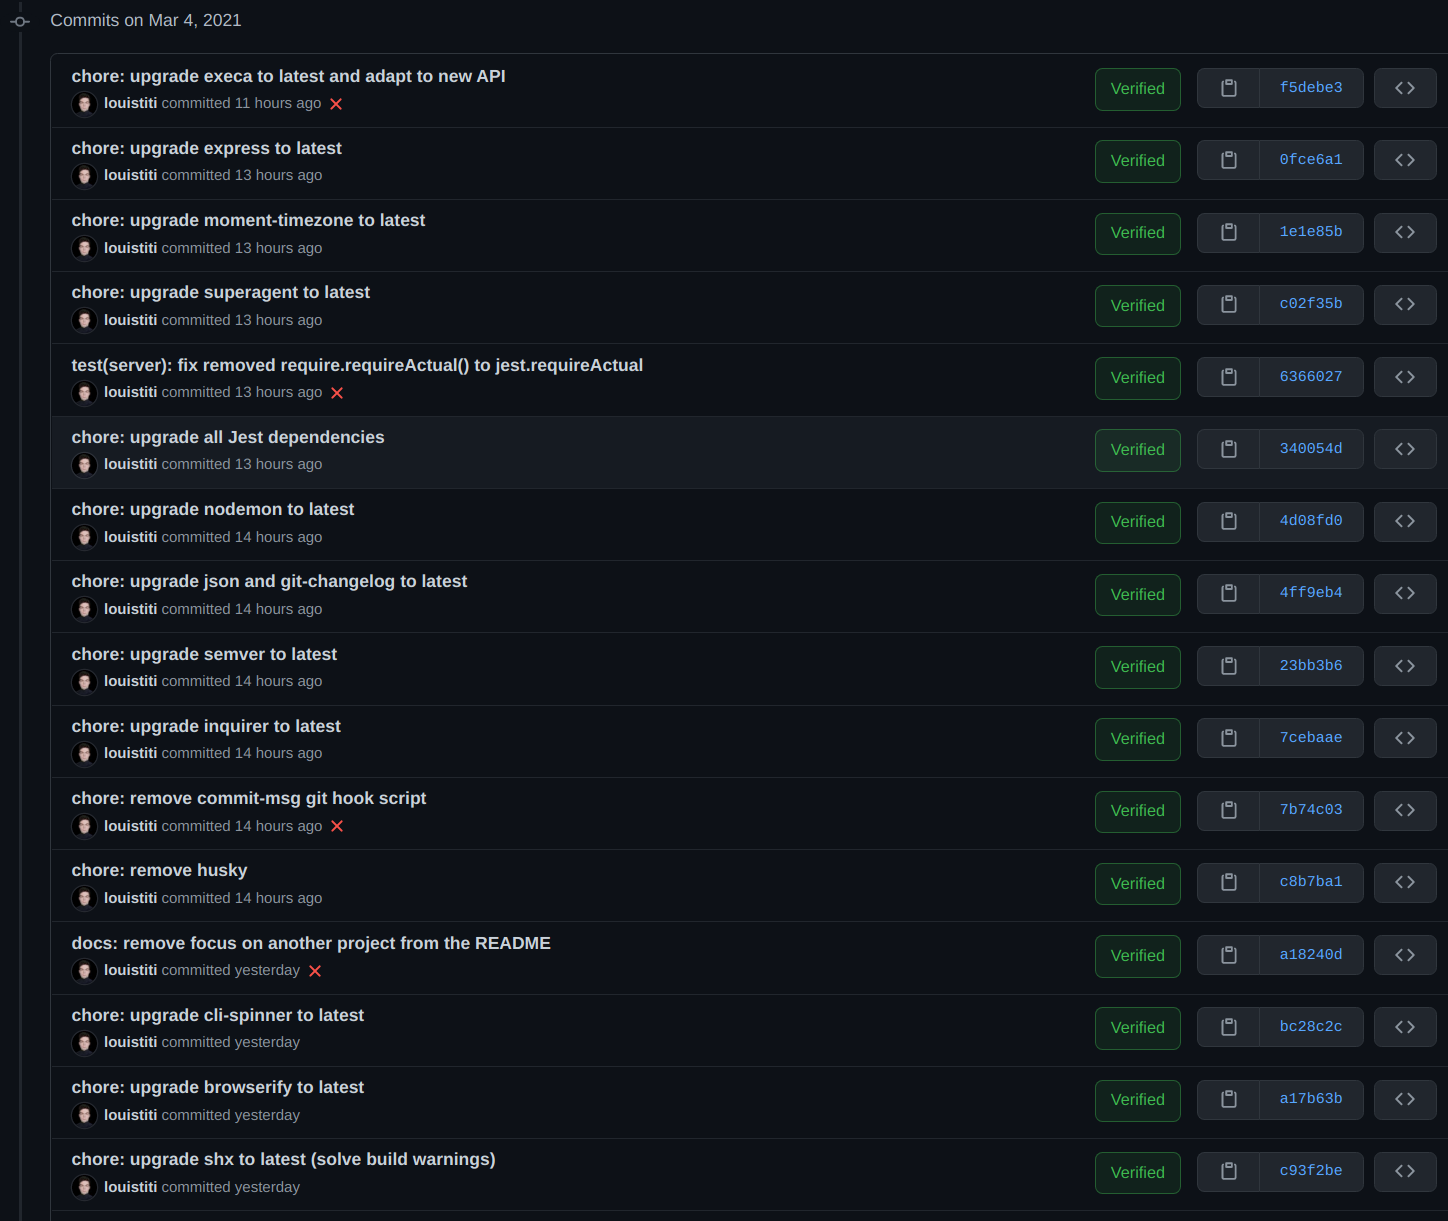 Commits on Mar 4, 2021
chore: upgrade execa to latest and adapt to new API
louistiti committed 11 hours ago
Verified
f5debe3
chore: upgrade express to latest
louistiti committed 13 hours ago
Verified
0fce6a1
chore: upgrade moment-timezone to latest
louistiti committed 13 hours ago
Verified
1e1e85b
chore: upgrade superagent to latest
louistiti committed 13 hours ago
Verified
c02f35b
test(server): fix removed require.requireActual() to jest.requireActual
louistiti committed 13 hours ago
Verified
6366027
chore: upgrade all Jest dependencies
louistiti committed 13 hours ago
Verified
340054d
chore: upgrade nodemon to latest
louistiti committed 14 hours ago
Verified
4d08fd0
chore: upgrade json and git-changelog to latest
louistiti committed 14 hours ago
Verified
4ff9eb4
chore: upgrade semver to latest
louistiti committed 14 hours ago
Verified
23bb3b6
chore: upgrade inquirer to latest
louistiti committed 14 hours ago
Verified
7cebaae
chore: remove commit-msg git hook script
louistiti committed 14 hours ago
Verified
7b74c03
chore: remove husky
louistiti committed 14 hours ago
Verified
c8b7ba1
docs: remove focus on another project from the README
louistiti committed yesterday
Verified
a18240d
chore: upgrade cli-spinner to latest
louistiti committed yesterday
Verified
bc28c2c
chore: upgrade browserify to latest
louistiti committed yesterday
Verified
a17b63b
chore: upgrade shx to latest (solve build warnings)
louistiti committed yesterday
Verified
c93f2be